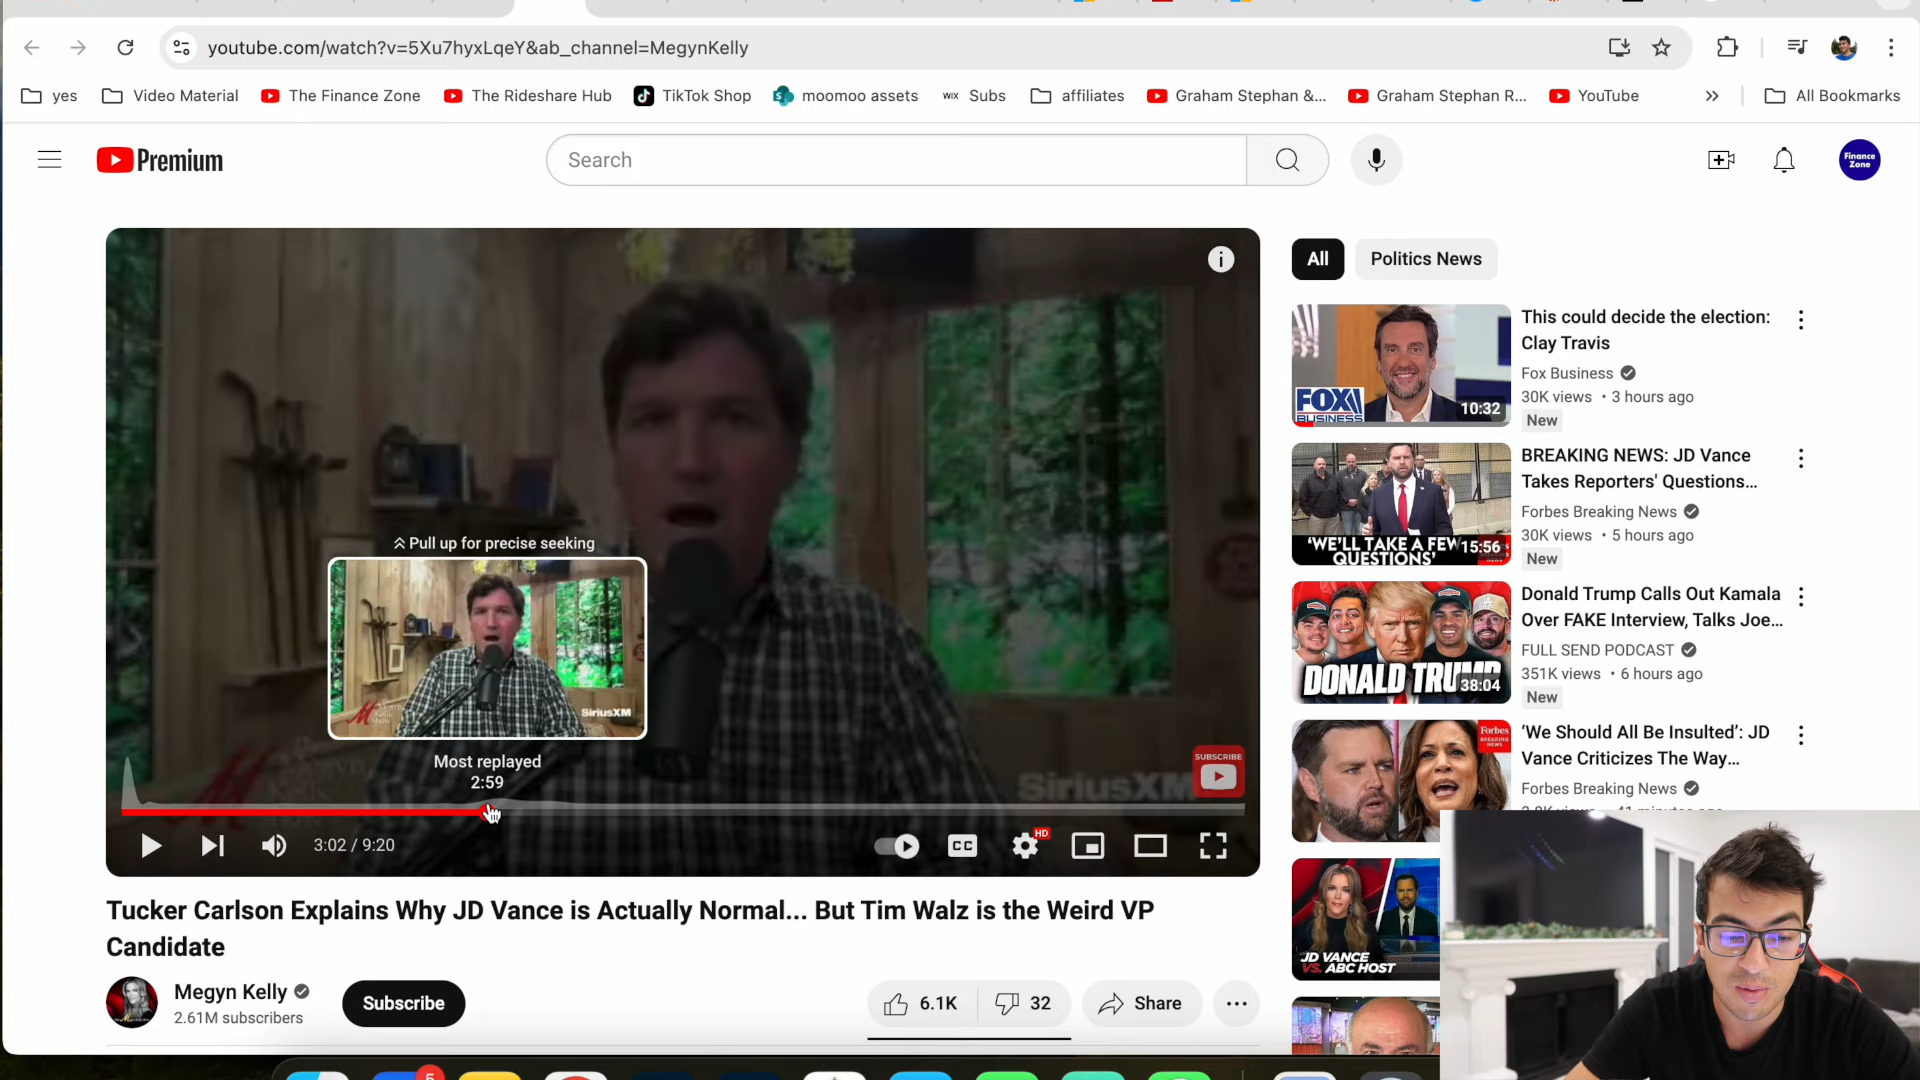 youtube.com/watch?v=5Xu7hyxLqeY&ab_channel=MegynKelly
yes
Video Material
The Finance Zone
The Rideshare Hub
TikTok Shop
moomoo assets
WIX Subs
affiliates
Graham Stephan &...
Graham Stephan R...
YouTube
All Bookmarks
Premium
Search
Finance
Zone
Pull up for precise seeking
SiriusXM
Most replayed
2:59
SUBSCRIBE
SiriusXM
3:02 / 9:20
CC
HD
Tucker Carlson Explains Why JD Vance is Actually Normal... But Tim Walz is the Weird VP
Candidate
Megyn Kelly
2.61M subscribers
Subscribe
6.1K
32
Share
All
Politics News
FOX
BUSINESS
10:32
This could decide the election:
Clay Travis
Fox Business
30K views • 3 hours ago
New
'WE'LL TAKE A FEW
QUESTIONS'
15:56
BREAKING NEWS: JD Vance
Takes Reporters' Questions...
Forbes Breaking News
30K views • 5 hours ago
New
DONALD TRUMP
38:04
Donald Trump Calls Out Kamala
Over FAKE Interview, Talks Joe...
FULL SEND PODCAST
351K views • 6 hours ago
New
Forbes
BREAKING
NEWS
‘We Should All Be Insulted’: JD
Vance Criticizes The Way...
Forbes Breaking News
JD VANCE
VS. ABC HOST
5